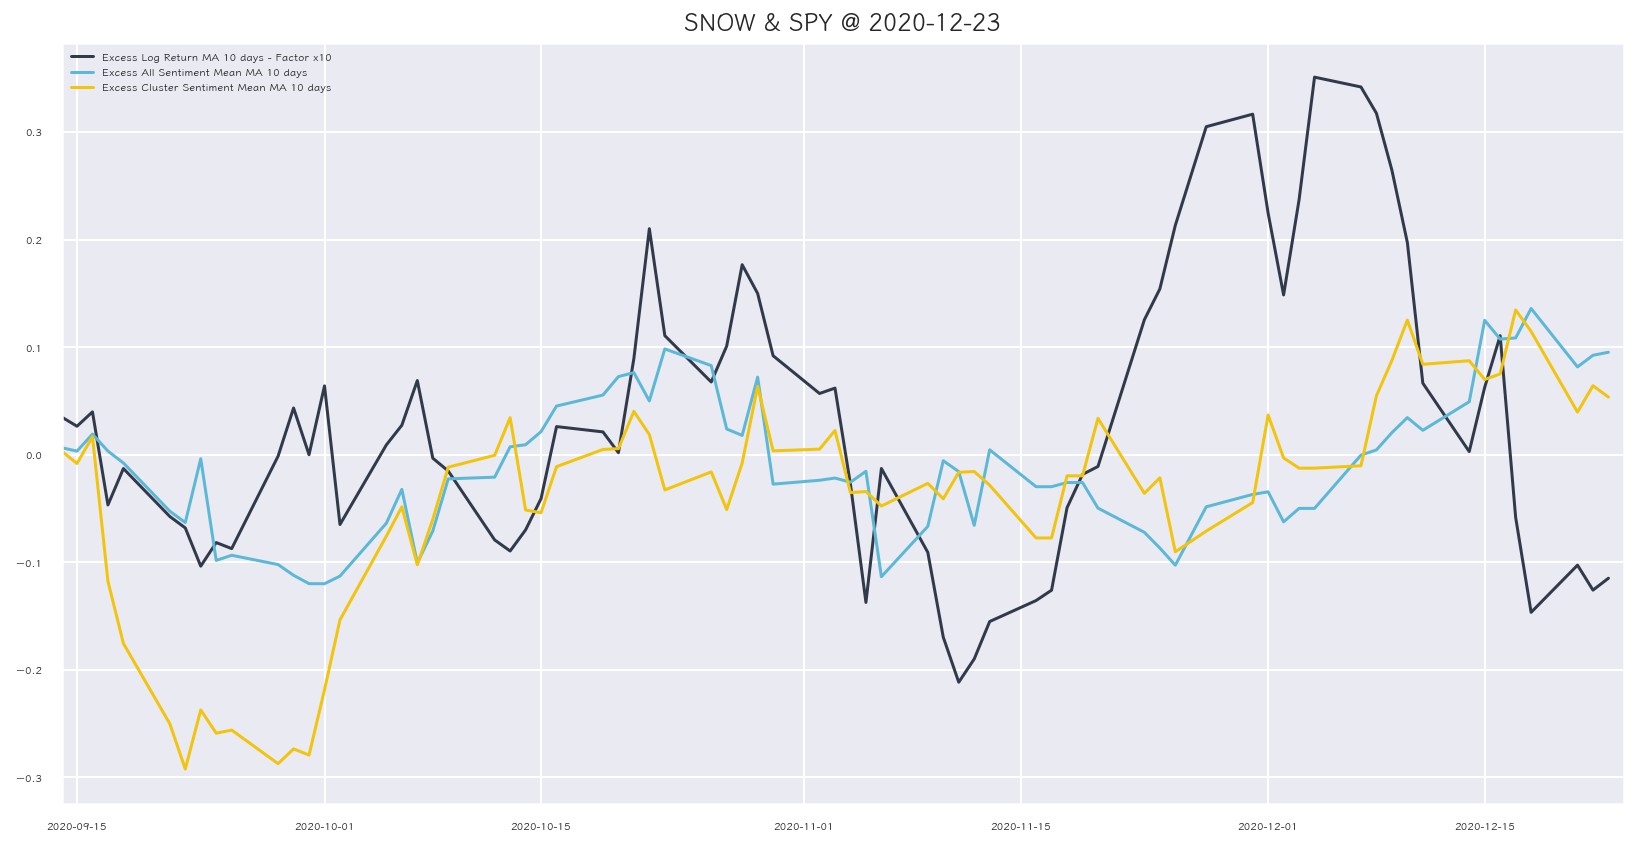 SNOW & SPY @ 2020-12-23
Excess Log Return MA 10 days - Factor x10
Excess All Sentiment Mean MA 10 days
Excess Cluster Sentiment Mean MA 10 days
0.3
0.2
0.1
0.0
−0.1
−0.2
−0.3
2020-09-15 2020-10-01 2020-10-15 2020-11-01 2020-11-15 2020-12-01 2020-12-15